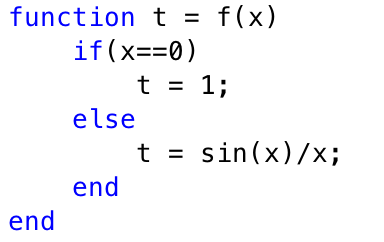 function t = f(x)
    if(x==0)
        t = 1;
    else
        t = sin(x)/x;
    end
end